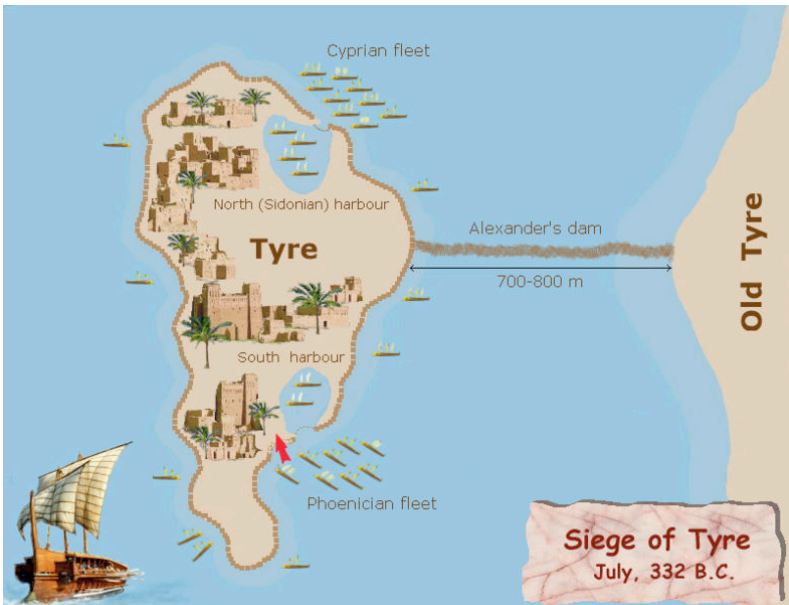 Cyprian fleet
North (Sidonian) harbour
Alexander's dam
Tyre
700-800 m
Old Tyre
South harbour
Phoenician fleet
Siege of Tyre
July, 332 B.C.